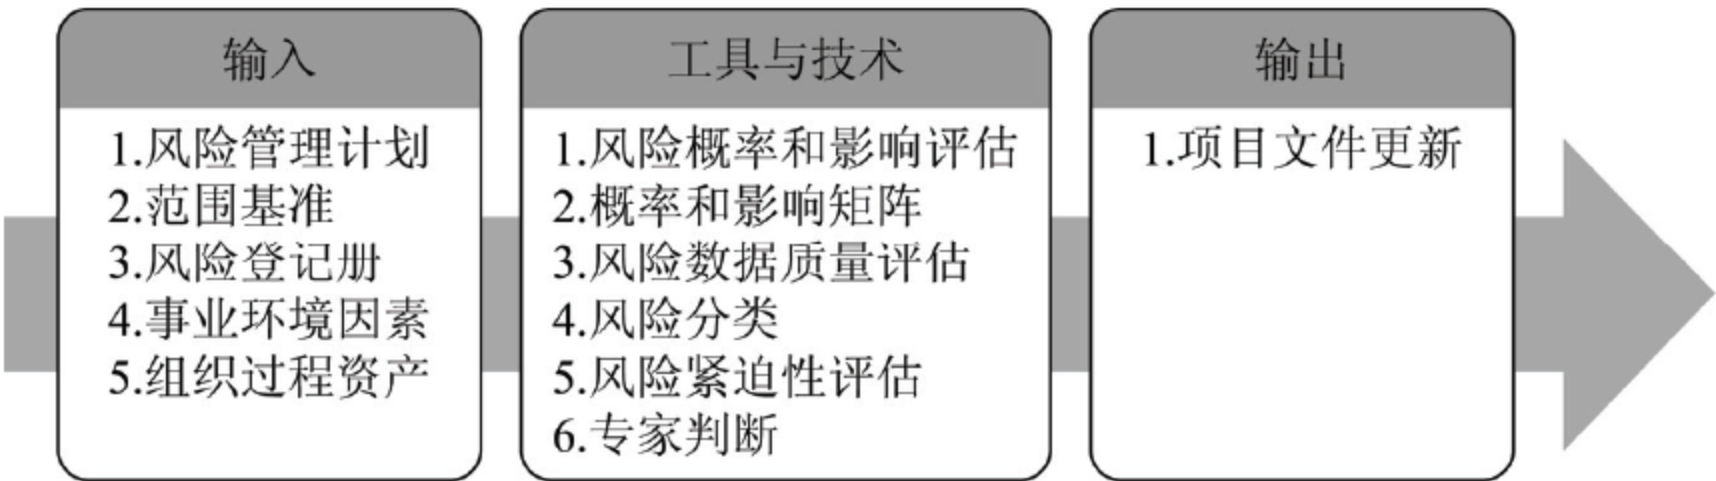 输入
1.风险管理计划
2.范围基准
3.风险登记册
4.事业环境因素
5.组织过程资产
工具与技术
1.风险概率和影响评估
2.概率和影响矩阵
3.风险数据质量评估
4.风险分类
5.风险紧迫性评估
6.专家判断
输出
1.项目文件更新